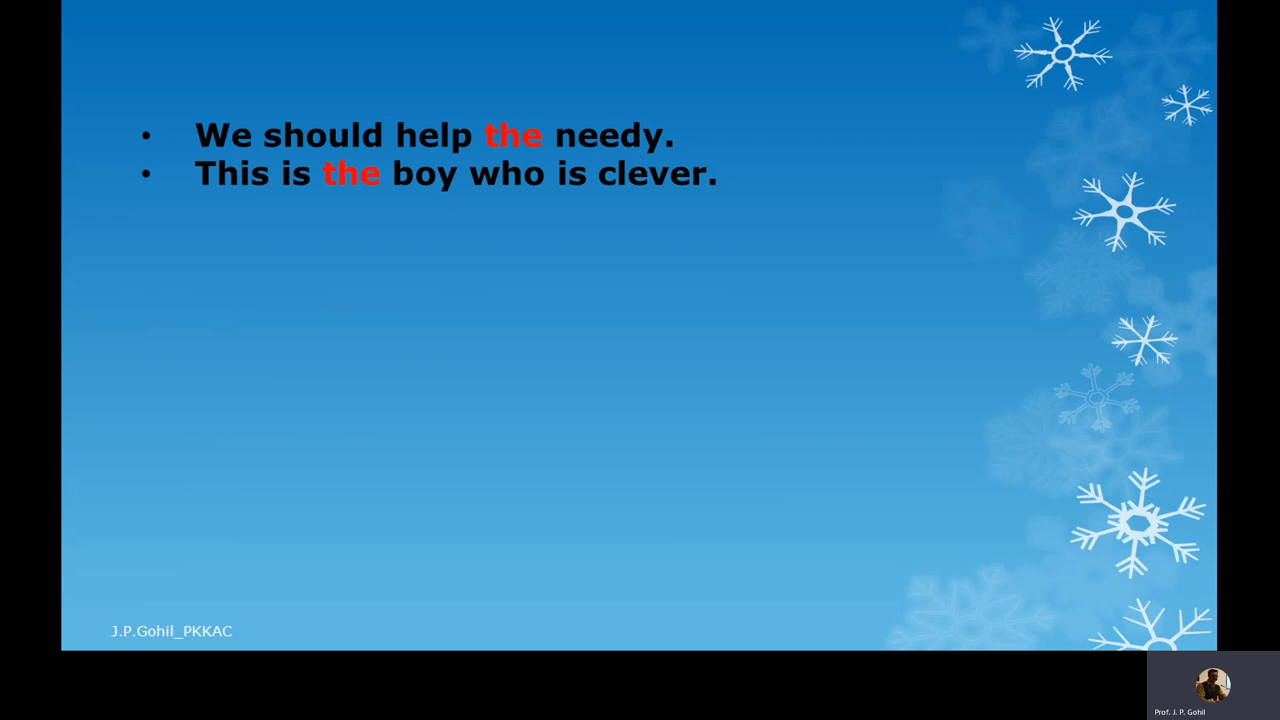 • We should help the needy.
• This is the boy who is clever.
J.P.Gohil_PKKAC
Prof. J. P. Gohil